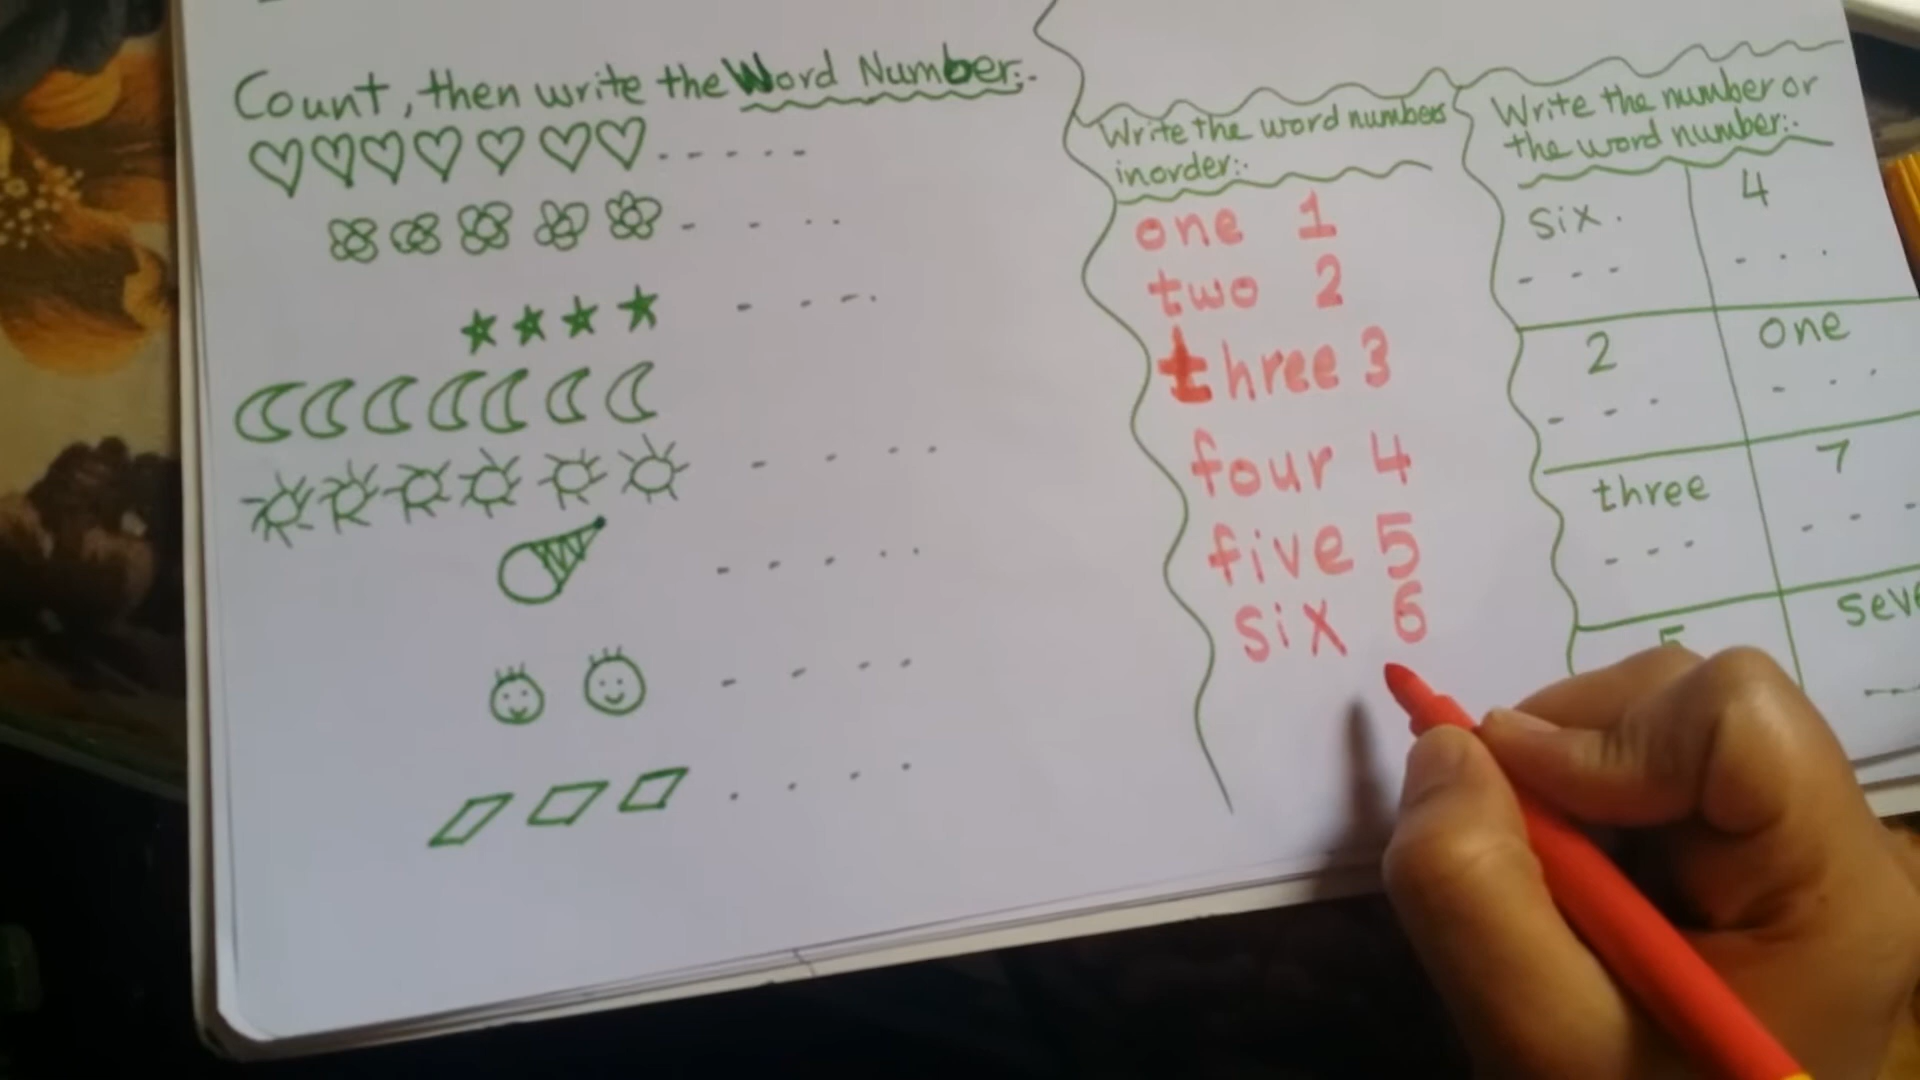 Count, then write the Word Number:.
Write the word numbers
inorder:.
one 1
two 2
three 3
four 4
five 5
six 6
Write the number or
the word number:.
six.
4
2
one
three
7
5